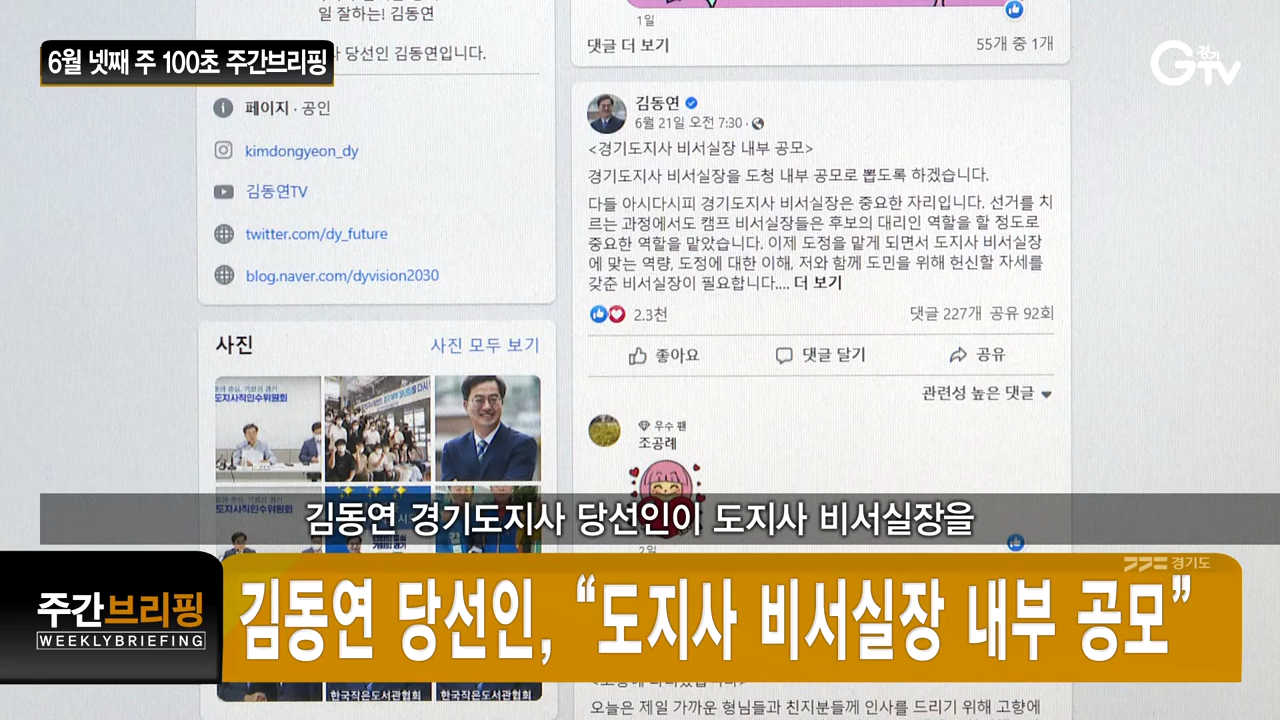 일 잘하는! 김동연
당선인 김동연입니다.
6월 넷째 주 100초 주간브리핑
페이지 · 공인
kimdongyeon_dy
김동연TV
twitter.com/dy_future
blog.naver.com/dyvision2030
사진
사진 모두 보기
도지사직인수위원회
도지사직인수위원회
한국작은도서관협회
한국작은도서관협회
1일
댓글 더 보기
55개 중 1개
경기
GTV
김동연
6월 21일 오전 7:30 ·
<경기도지사 비서실장 내부 공모>
경기도지사 비서실장을 도청 내부 공모로 뽑도록 하겠습니다.
다들 아시다시피 경기도지사 비서실장은 중요한 자리입니다. 선거를 치
르는 과정에서도 캠프 비서실장들은 후보의 대리인 역할을 할 정도로
중요한 역할을 맡았습니다. 이제 도정을 맡게 되면서 도지사 비서실장
에 맞는 역량, 도정에 대한 이해, 저와 함께 도민을 위해 헌신할 자세를
갖춘 비서실장이 필요합니다.... 더 보기
2.3천
댓글 227개 공유 92회
좋아요
댓글 달기
공유
관련성 높은 댓글
우수 팬
조공례
2일
김동연 경기도지사 당선인이 도지사 비서실장을
경기도
주간브리핑
WEEKLYBRIEFING
김동연 당선인, “도지사 비서실장 내부 공모”
오늘은 제일 가까운 형님들과 친지분들께 인사를 드리기 위해 고향에